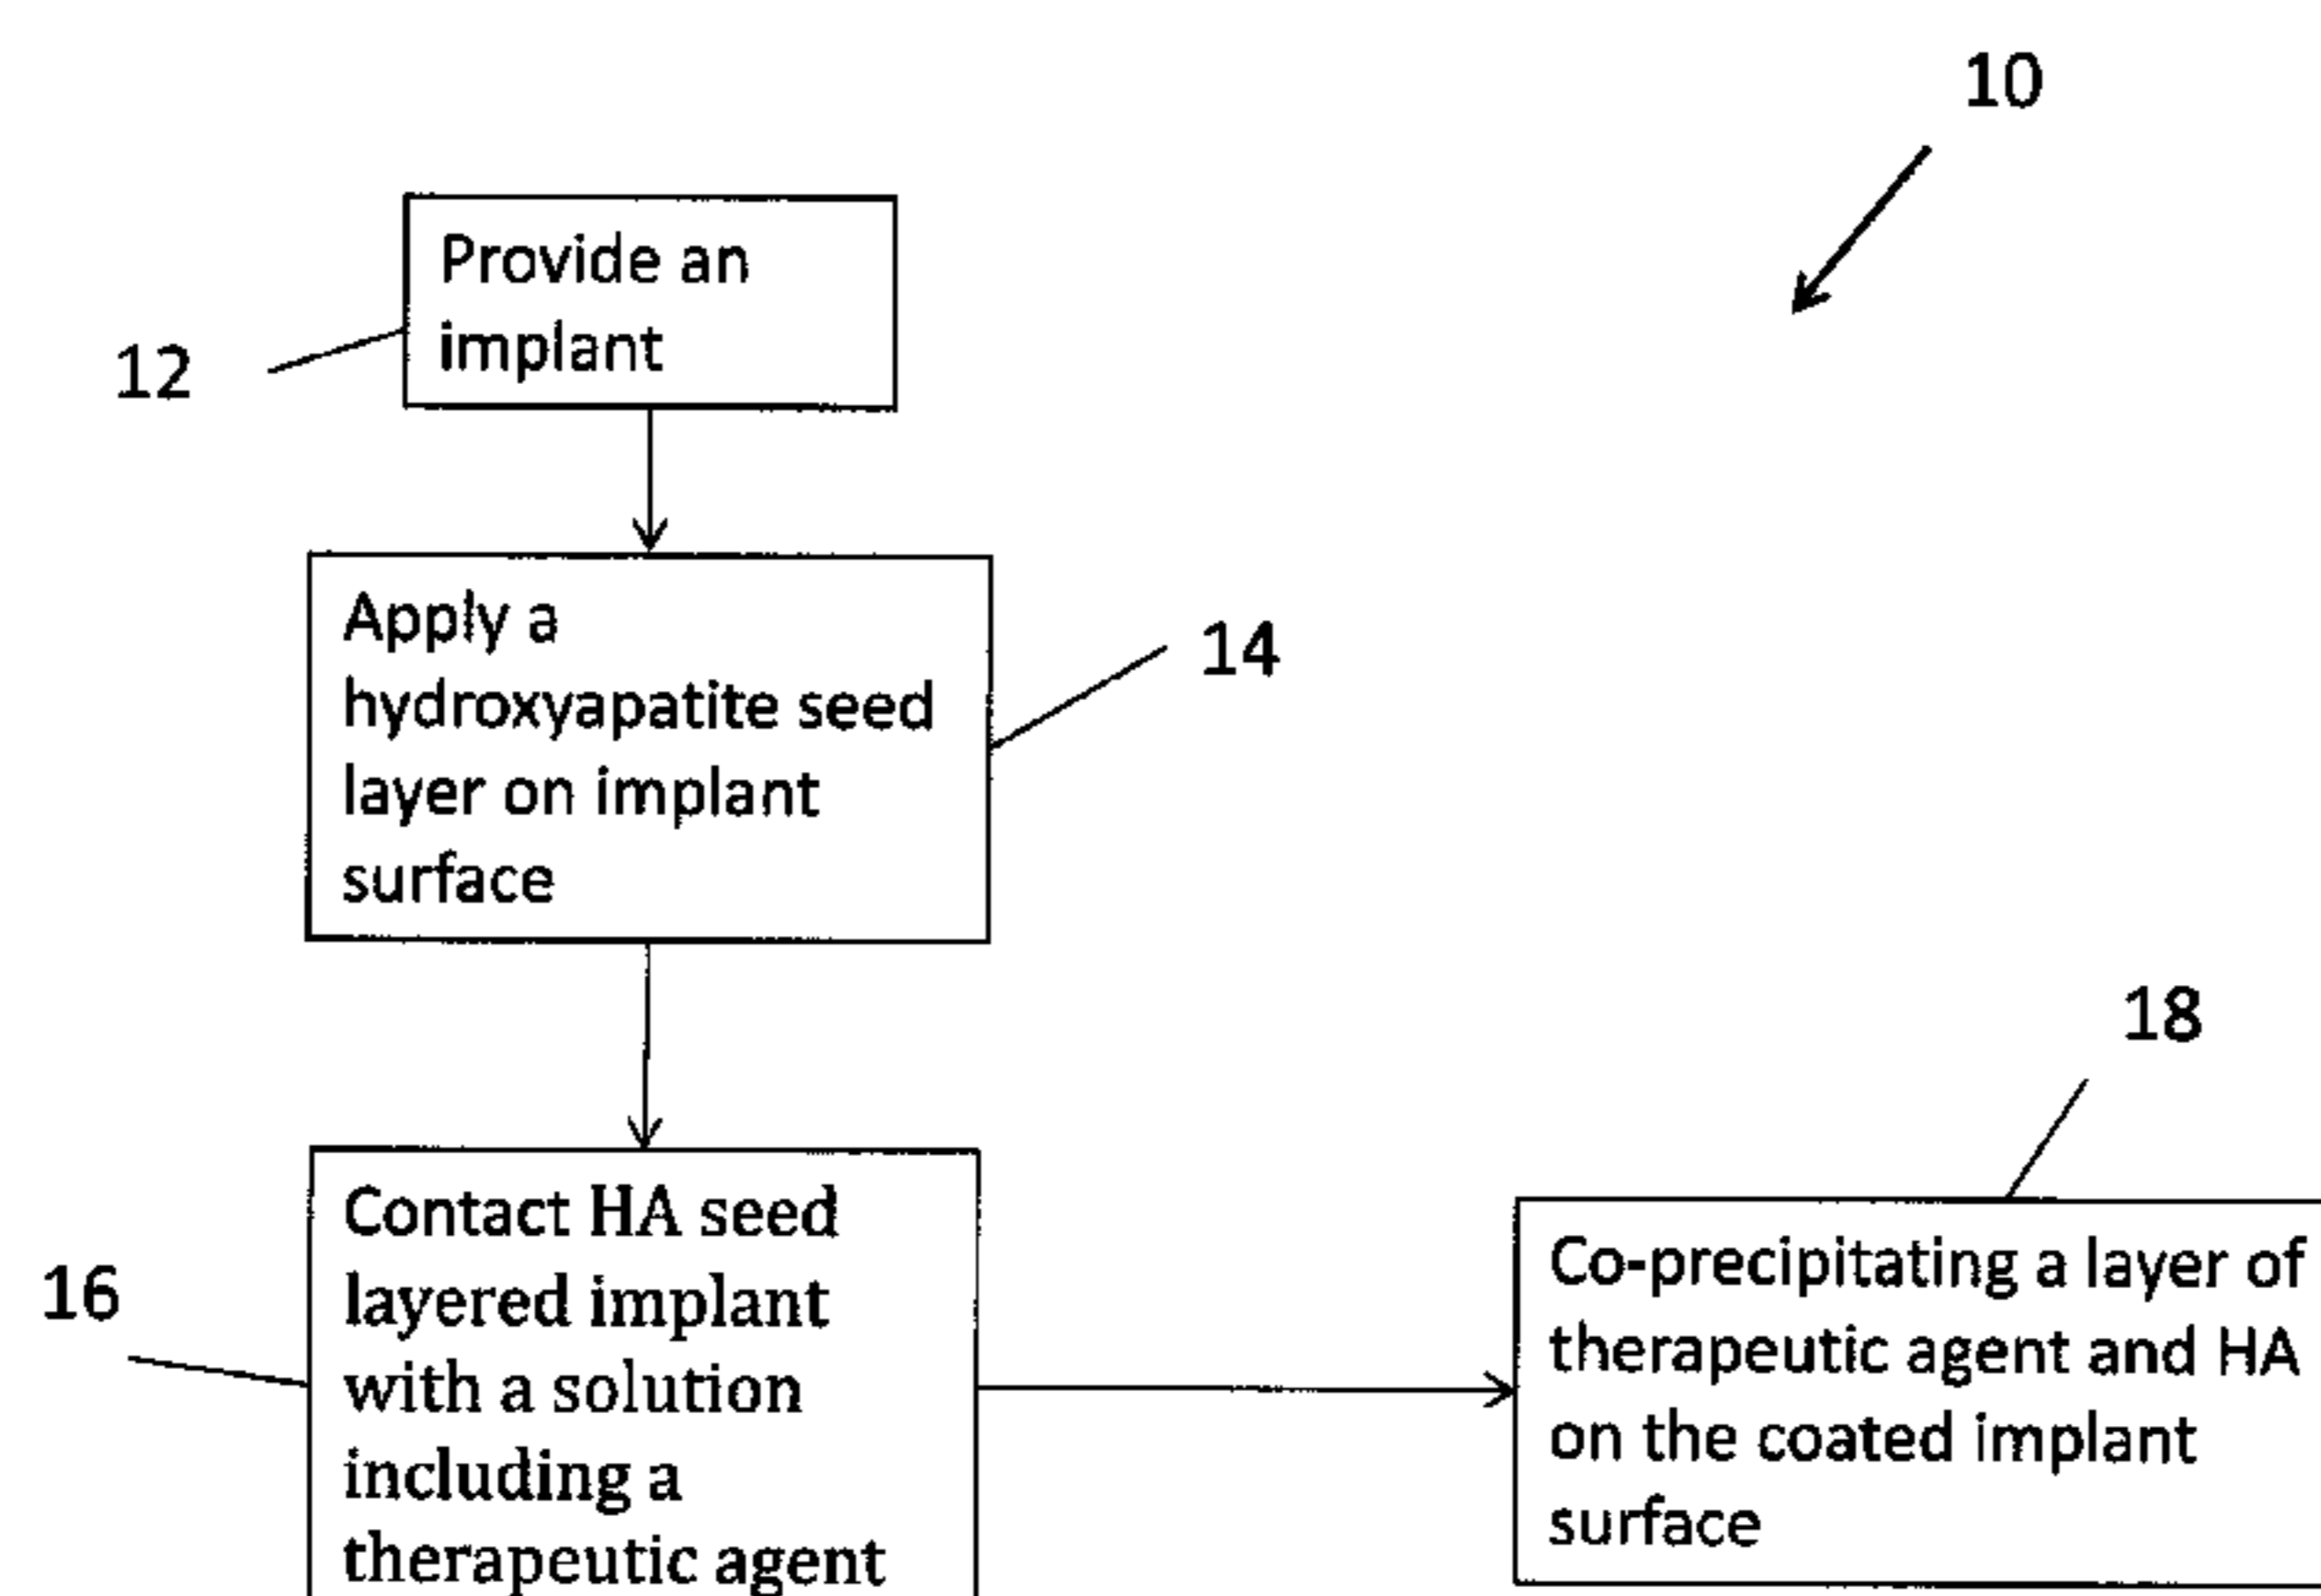 10
Provide an
implant
12
Apply a
hydroxyapatite seed
layer on implant
surface
14
Contact HA seed
layered implant
with a solution
including a
therapeutic agent
16
18
Co-precipitating a layer of
therapeutic agent and HA
on the coated implant
surface